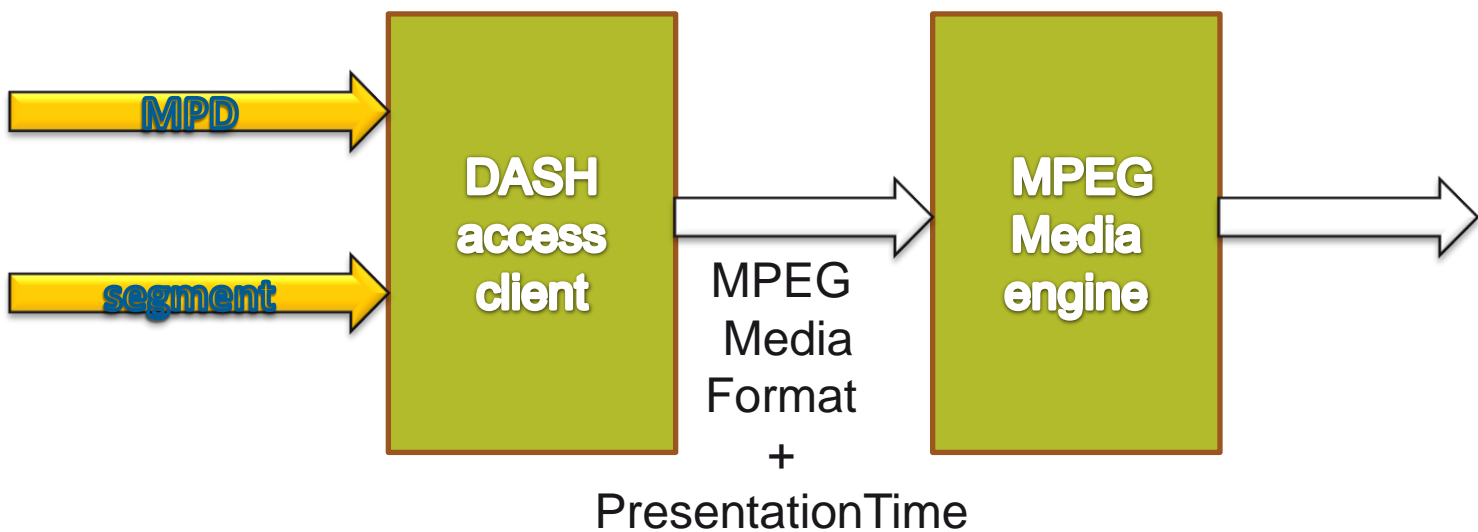 MPD
segment
DASH
access
client
MPEG
Media
Format
+
PresentationTime
MPEG
Media
engine